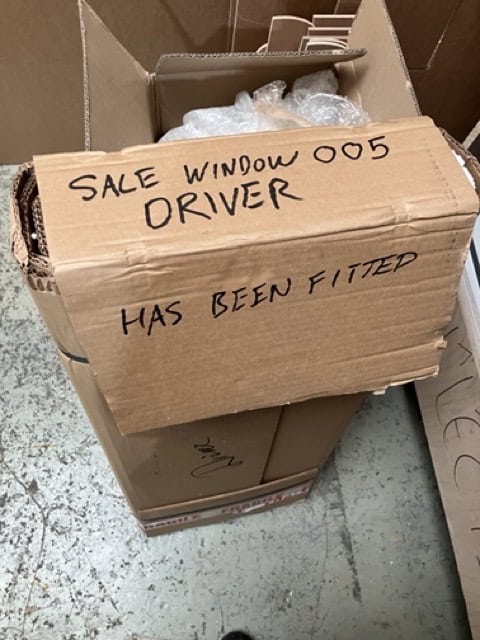 SALE WINDOW 005
DRIVER
HAS BEEN FITTED